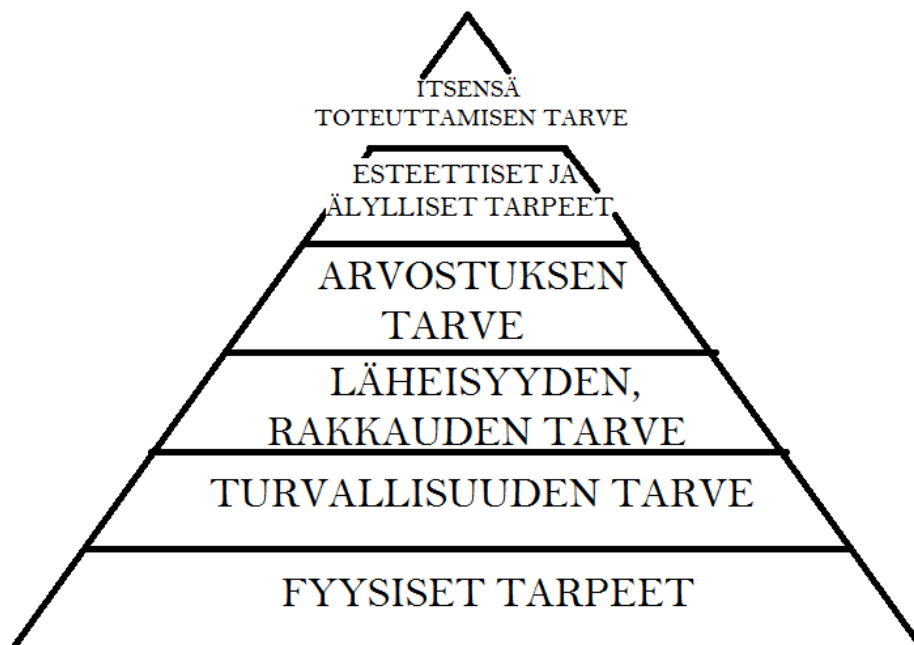 ITSENSÄ
TOTEUTTAMISEN TARVE
ESTEETTISET JA
ÄLYLLISET TARPEET
ARVOSTUKSEN
TARVE
LÄHEISYYDEN,
RAKKAUDEN TARVE
TURVALLISUUDEN TARVE
FYYSISET TARPEET